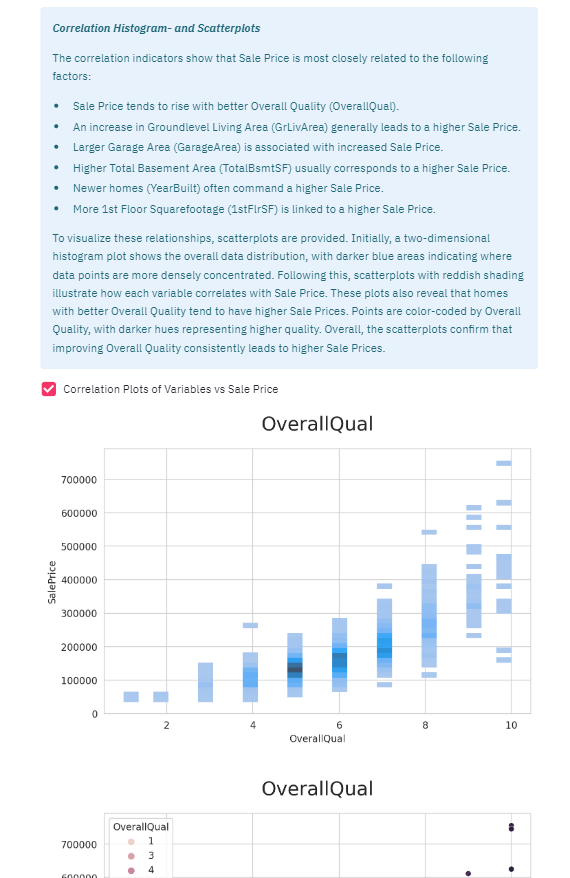 Correlation Histogram- and Scatterplots
The correlation indicators show that Sale Price is most closely related to the following
factors:
• Sale Price tends to rise with better Overall Quality (OverallQual).
• An increase in Groundlevel Living Area (GrLivArea) generally leads to a higher Sale Price.
• Larger Garage Area (GarageArea) is associated with increased Sale Price.
• Higher Total Basement Area (TotalBsmtSF) usually corresponds to a higher Sale Price.
• Newer homes (YearBuilt) often command a higher Sale Price.
• More 1st Floor Squarefootage (1stFlrSF) is linked to a higher Sale Price.
To visualize these relationships, scatterplots are provided. Initially, a two-dimensional
histogram plot shows the overall data distribution, with darker blue areas indicating where
data points are more densely concentrated. Following this, scatterplots with reddish shading
illustrate how each variable correlates with Sale Price. These plots also reveal that homes
with better Overall Quality tend to have higher Sale Prices. Points are color-coded by Overall
Quality, with darker hues representing higher quality. Overall, the scatterplots confirm that
improving Overall Quality consistently leads to higher Sale Prices.
Correlation Plots of Variables vs Sale Price
OverallQual
700000
600000
500000
400000
300000
200000
100000
0
SalePrice
2 4 6 8 10
OverallQual
OverallQual
OverallQual
1
3
4
700000
600000